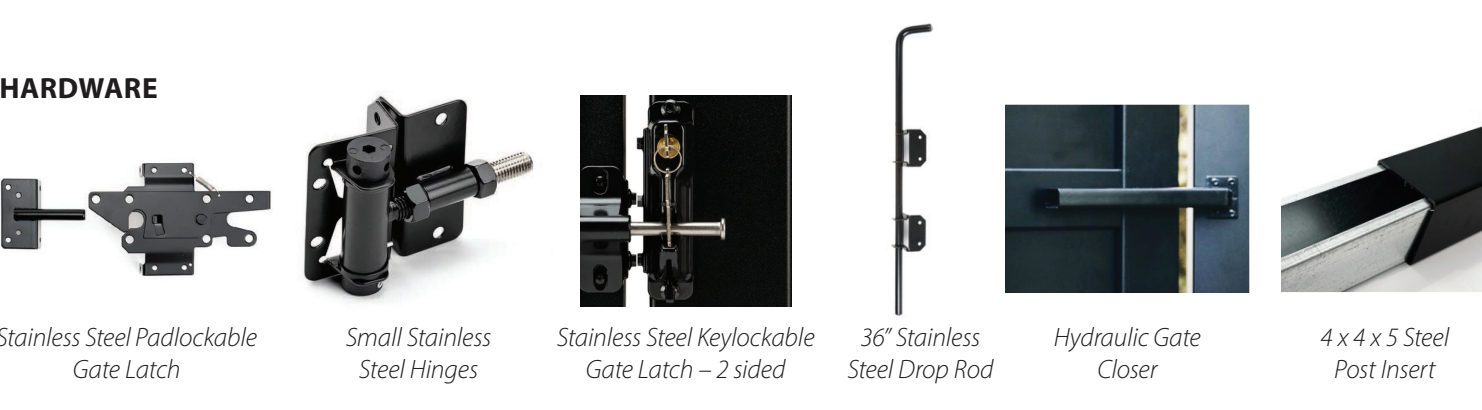 HARDWARE
Stainless Steel Padlockable
Gate Latch
Small Stainless
Steel Hinges
Stainless Steel Keylockable
Gate Latch – 2 sided
36” Stainless
Steel Drop Rod
Hydraulic Gate
Closer
4 x 4 x 5 Steel
Post Insert